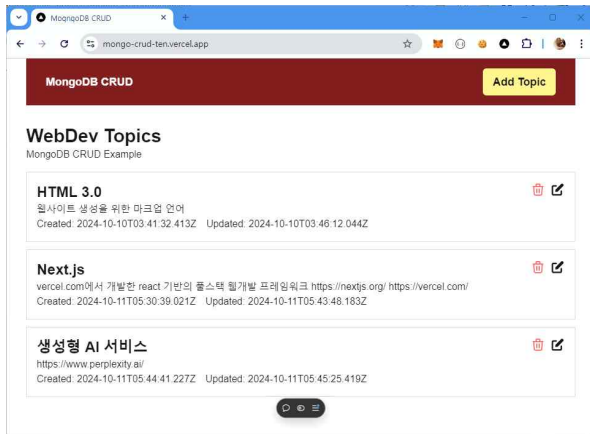 MognqoDB CRUD
mongo-crud-ten.vercel.app
MongoDB CRUD
Add Topic
WebDev Topics
MongoDB CRUD Example
HTML 3.0
웹사이트 생성을 위한 마크업 언어
Created: 2024-10-10T03:41:32.413Z Updated: 2024-10-10T03:46:12.044Z
Next.js
vercel.com에서 개발한 react 기반의 풀스택 웹개발 프레임워크 https://nextjs.org/ https://vercel.com/
Created: 2024-10-11T05:30:39.021Z Updated: 2024-10-11T05:43:48.183Z
생성형 AI 서비스
https://www.perplexity.ai/
Created: 2024-10-11T05:44:41.227Z Updated: 2024-10-11T05:45:25.419Z